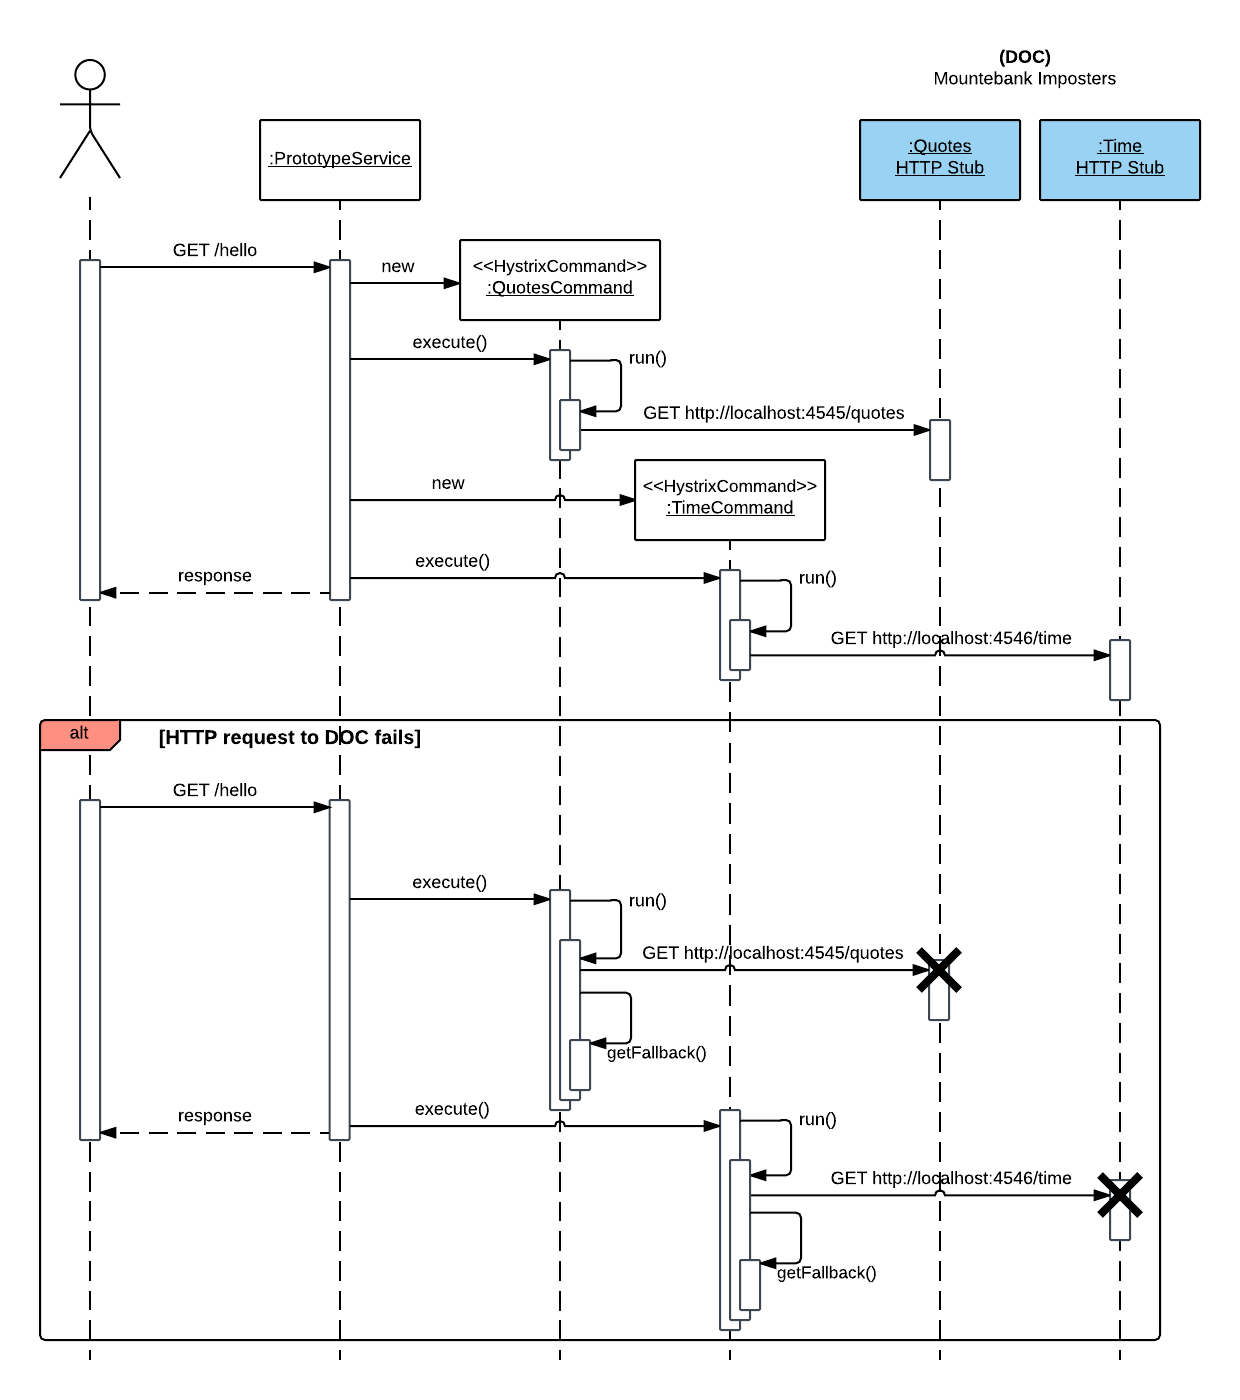 (DOC)
Mountebank Imposters
:PrototypeService
:Quotes
HTTP Stub
:Time
HTTP Stub
GET /hello
new
<<HystrixCommand>>
:QuotesCommand
execute()
run()
GET http://localhost:4545/quotes
new
<<HystrixCommand>>
:TimeCommand
execute()
run()
response
GET http://localhost:4546/time
alt
[HTTP request to DOC fails]
GET /hello
execute()
run()
GET http://localhost:4545/quotes
getFallback()
response
execute()
run()
GET http://localhost:4546/time
getFallback()